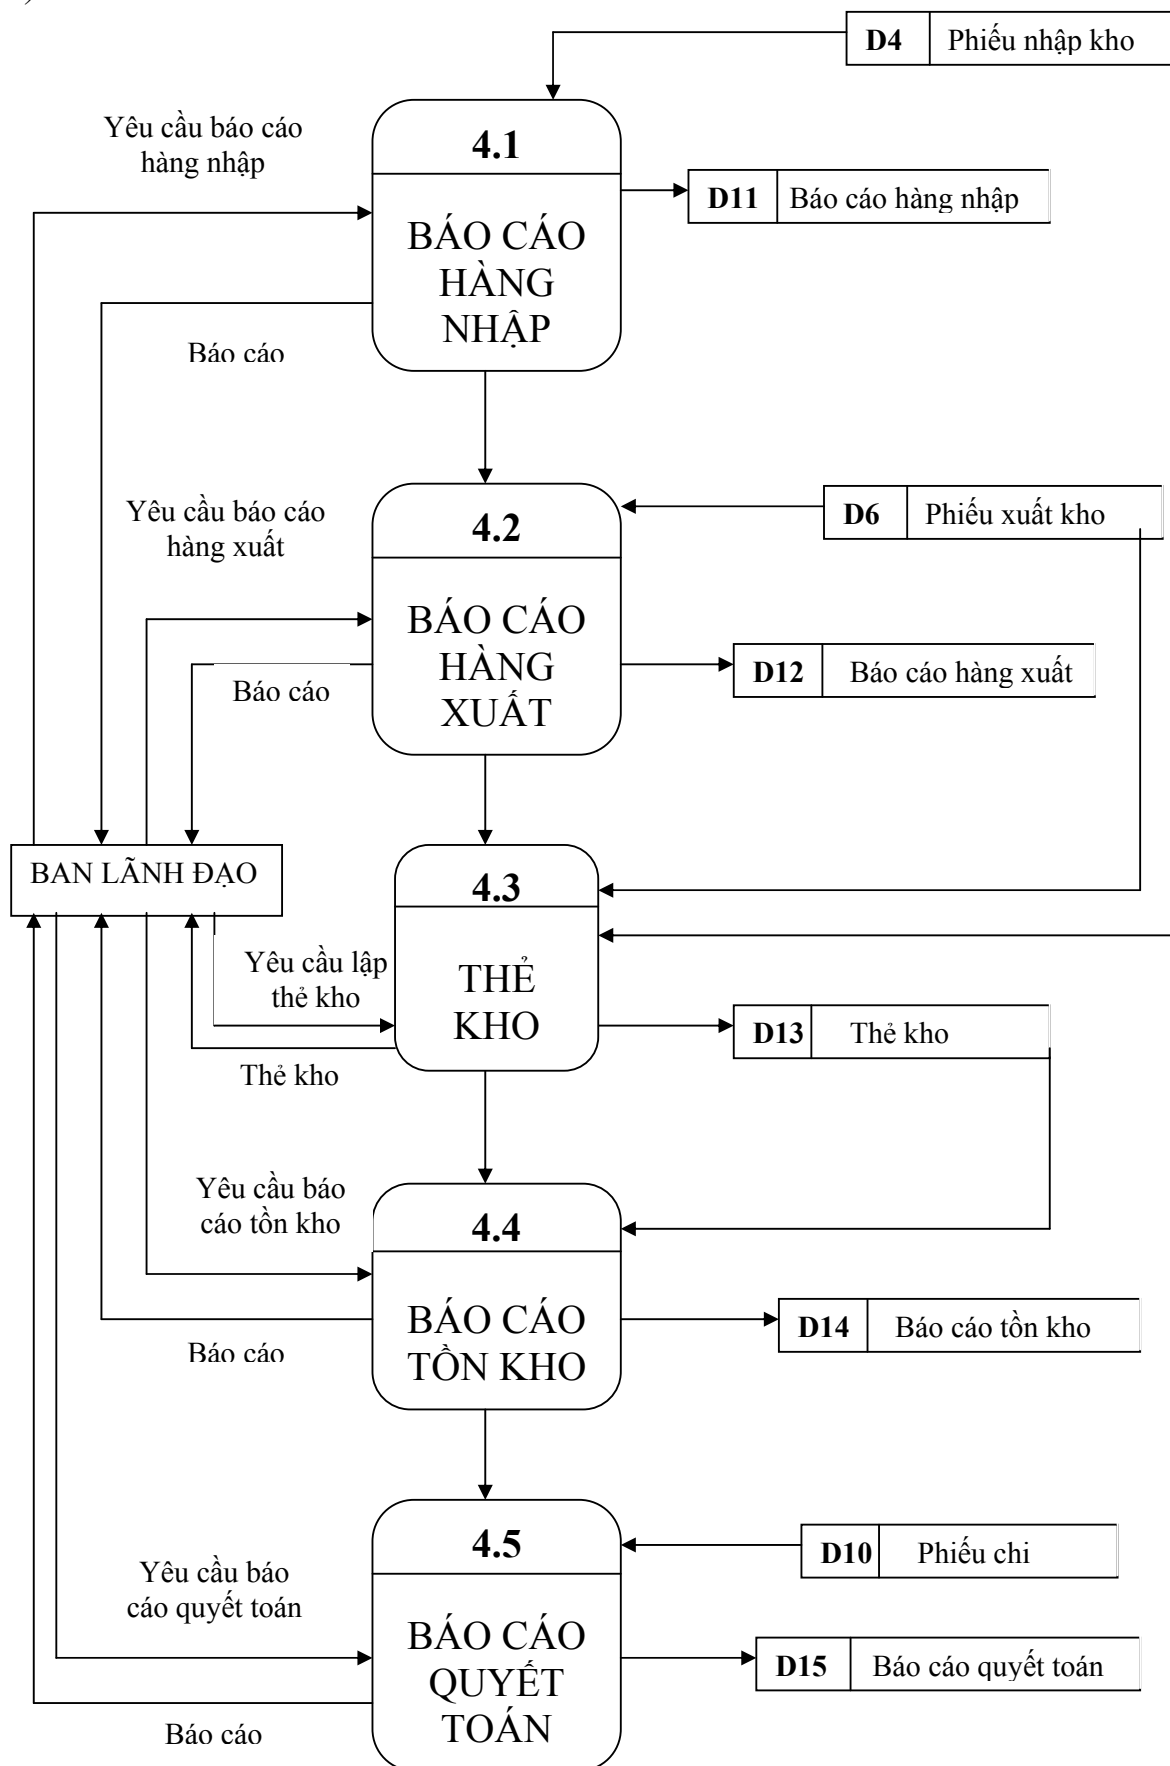 D4 Phiếu nhập kho
Yêu cầu báo cáo
hàng nhập
4.1
D11 Báo cáo hàng nhập
BÁO CÁO
HÀNG
NHẬP
Báo cáo
Yêu cầu báo cáo
hàng xuất
4.2
D6 Phiếu xuất kho
BÁO CÁO
HÀNG
XUẤT
D12 Báo cáo hàng xuất
Báo cáo
BAN LÃNH ĐẠO
4.3
Yêu cầu lập
thẻ kho
THẺ
KHO
D13 Thẻ kho
Thẻ kho
Yêu cầu báo
cáo tồn kho
4.4
BÁO CÁO
TỒN KHO
D14 Báo cáo tồn kho
Báo cáo
4.5
D10 Phiếu chi
Yêu cầu báo
cáo quyết toán
BÁO CÁO
QUYẾT
TOÁN
D15 Báo cáo quyết toán
Báo cáo